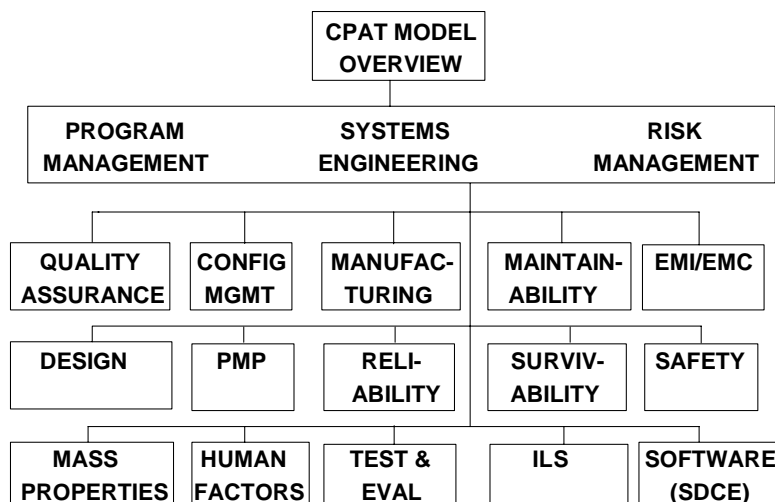 CPAT MODEL
OVERVIEW
PROGRAM
MANAGEMENT
SYSTEMS
ENGINEERING
RISK
MANAGEMENT
QUALITY
ASSURANCE
CONFIG
MGMT
MANUFAC-
TURING
MAINTAIN-
ABILITY
EMI/EMC
DESIGN
PMP
RELI-
ABILITY
SURVIV-
ABILITY
SAFETY
MASS
PROPERTIES
HUMAN
FACTORS
TEST &
EVAL
ILS
SOFTWARE
(SDCE)